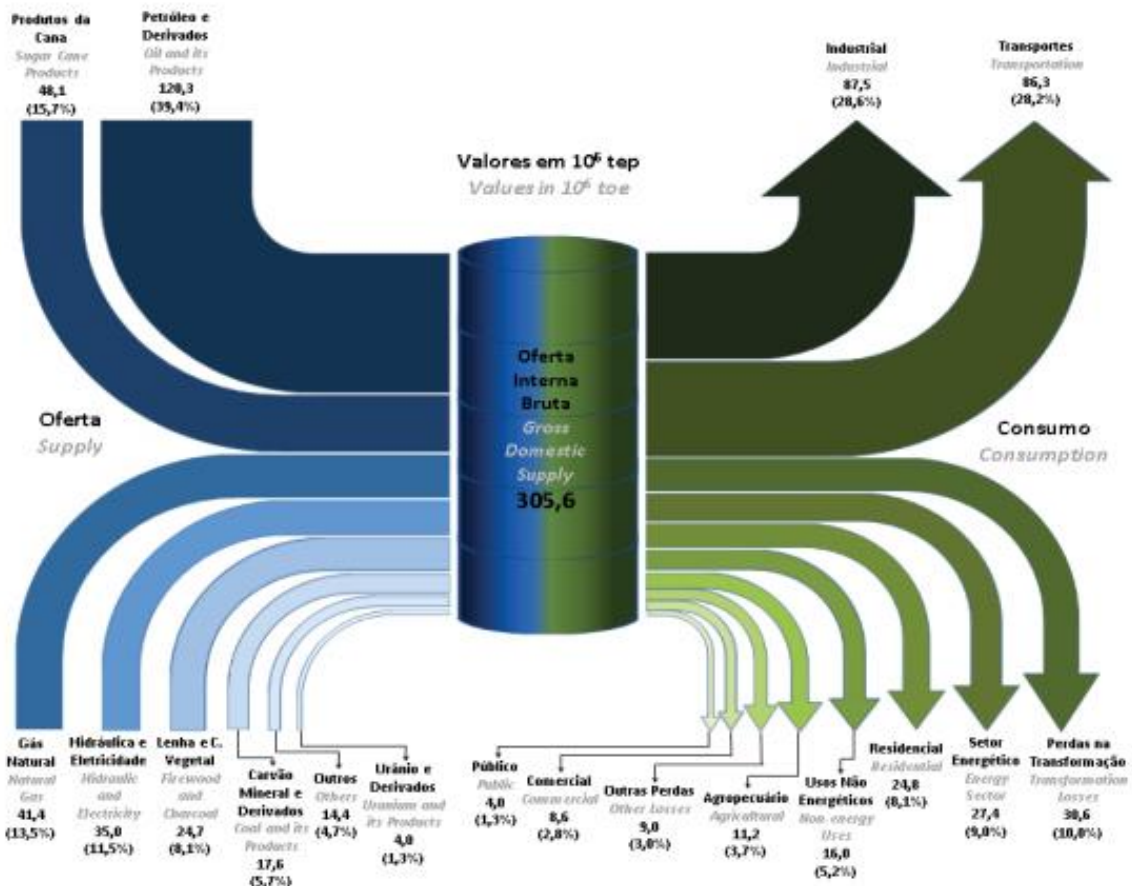 Produtos da
Cana
Sugar Cane
Products
48,1
(15,7%)
Petróleo e
Derivados
Oil and its
Products
120,3
(39,4%)
Industrial
Industrial
87,5
(28,6%)
Transportes
Transportation
86,3
(28,2%)
Valores em 10⁶ tep
Values in 10⁶ toe
Oferta
Supply
Oferta
Interna
Bruta
Gross
Domestic
Supply
305,6
Consumo
Consumption
Gás
Natural
Natural
Gas
41,4
(13,5%)
Hidráulica e
Eletricidade
Hidraulic
and
Electricity
35,0
(11,5%)
Lenha e C.
Vegetal
Firewood
and
Charcoal
24,7
(8,1%)
Carvão
Mineral e
Derivados
Coal and its
Products
17,6
(5,7%)
Outros
Others
14,4
(4,7%)
Urânio e
Derivados
Uranium and
its Products
4,0
(1,3%)
Público
Public
4,0
(1,3%)
Comercial
Commercial
8,6
(2,8%)
Outras Perdas
Other Losses
9,0
(3,0%)
Agropecuário
Agricultural
11,2
(3,7%)
Usos Não
Energéticos
Non-energy
Uses
16,0
(5,2%)
Residencial
Residential
24,8
(8,1%)
Setor
Energético
Energy
Sector
27,4
(9,0%)
Perdas na
Transformação
Transformation
Losses
30,6
(10,0%)